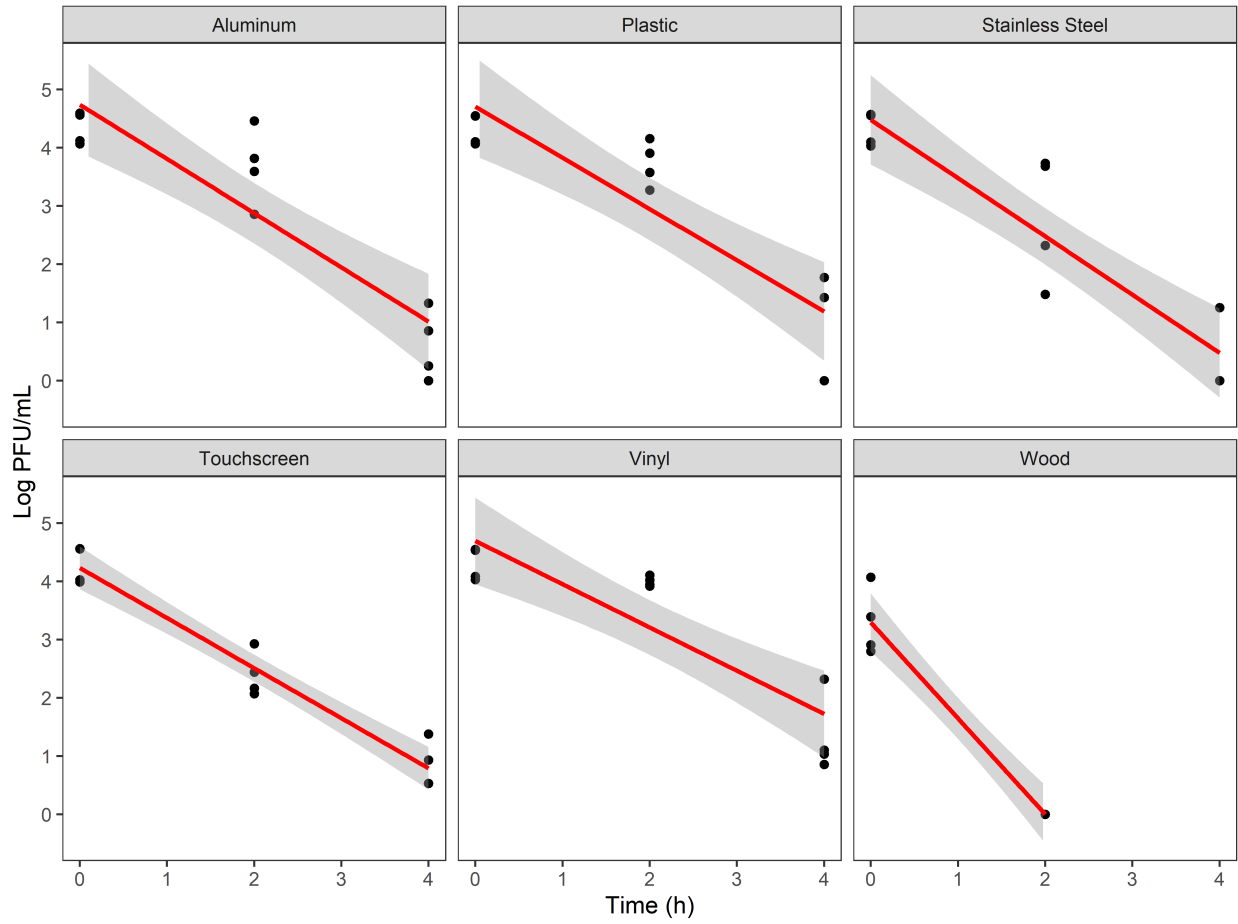 Aluminum Plastic Stainless Steel
5
4
3
2
1
0
Log PFU/mL
Touchscreen Vinyl Wood
5
4
3
2
1
0
0 1 2 3 4 0 1 2 3 4 0 1 2 3 4
Time (h)